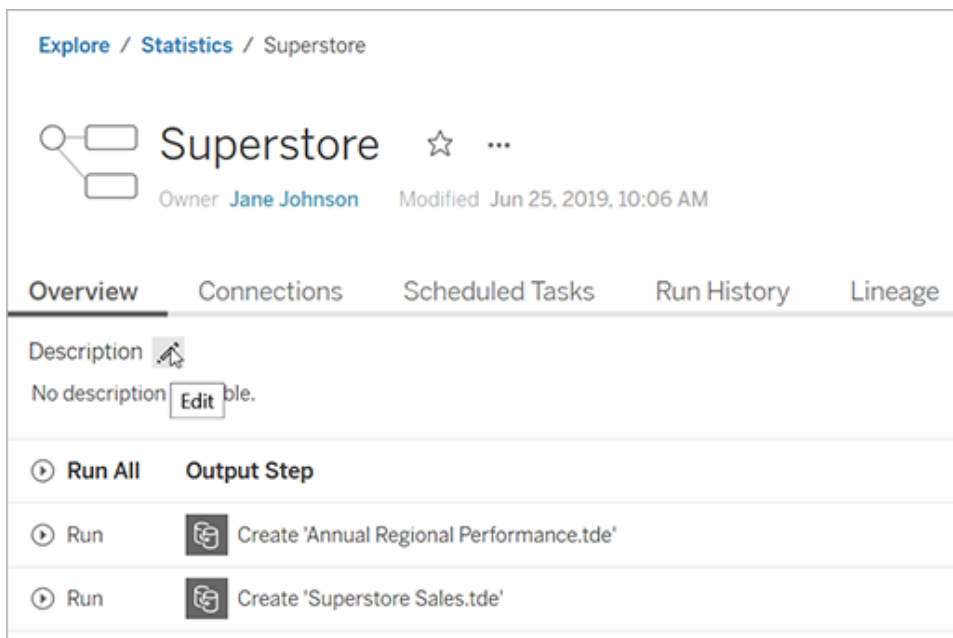 Explore / Statistics / Superstore
Superstore
Owner Jane Johnson Modified Jun 25, 2019, 10:06 AM
Overview Connections Scheduled Tasks Run History Lineage
Description
No description ble.
Edit
Run All Output Step
Run Create 'Annual Regional Performance.tde'
Run Create 'Superstore Sales.tde'